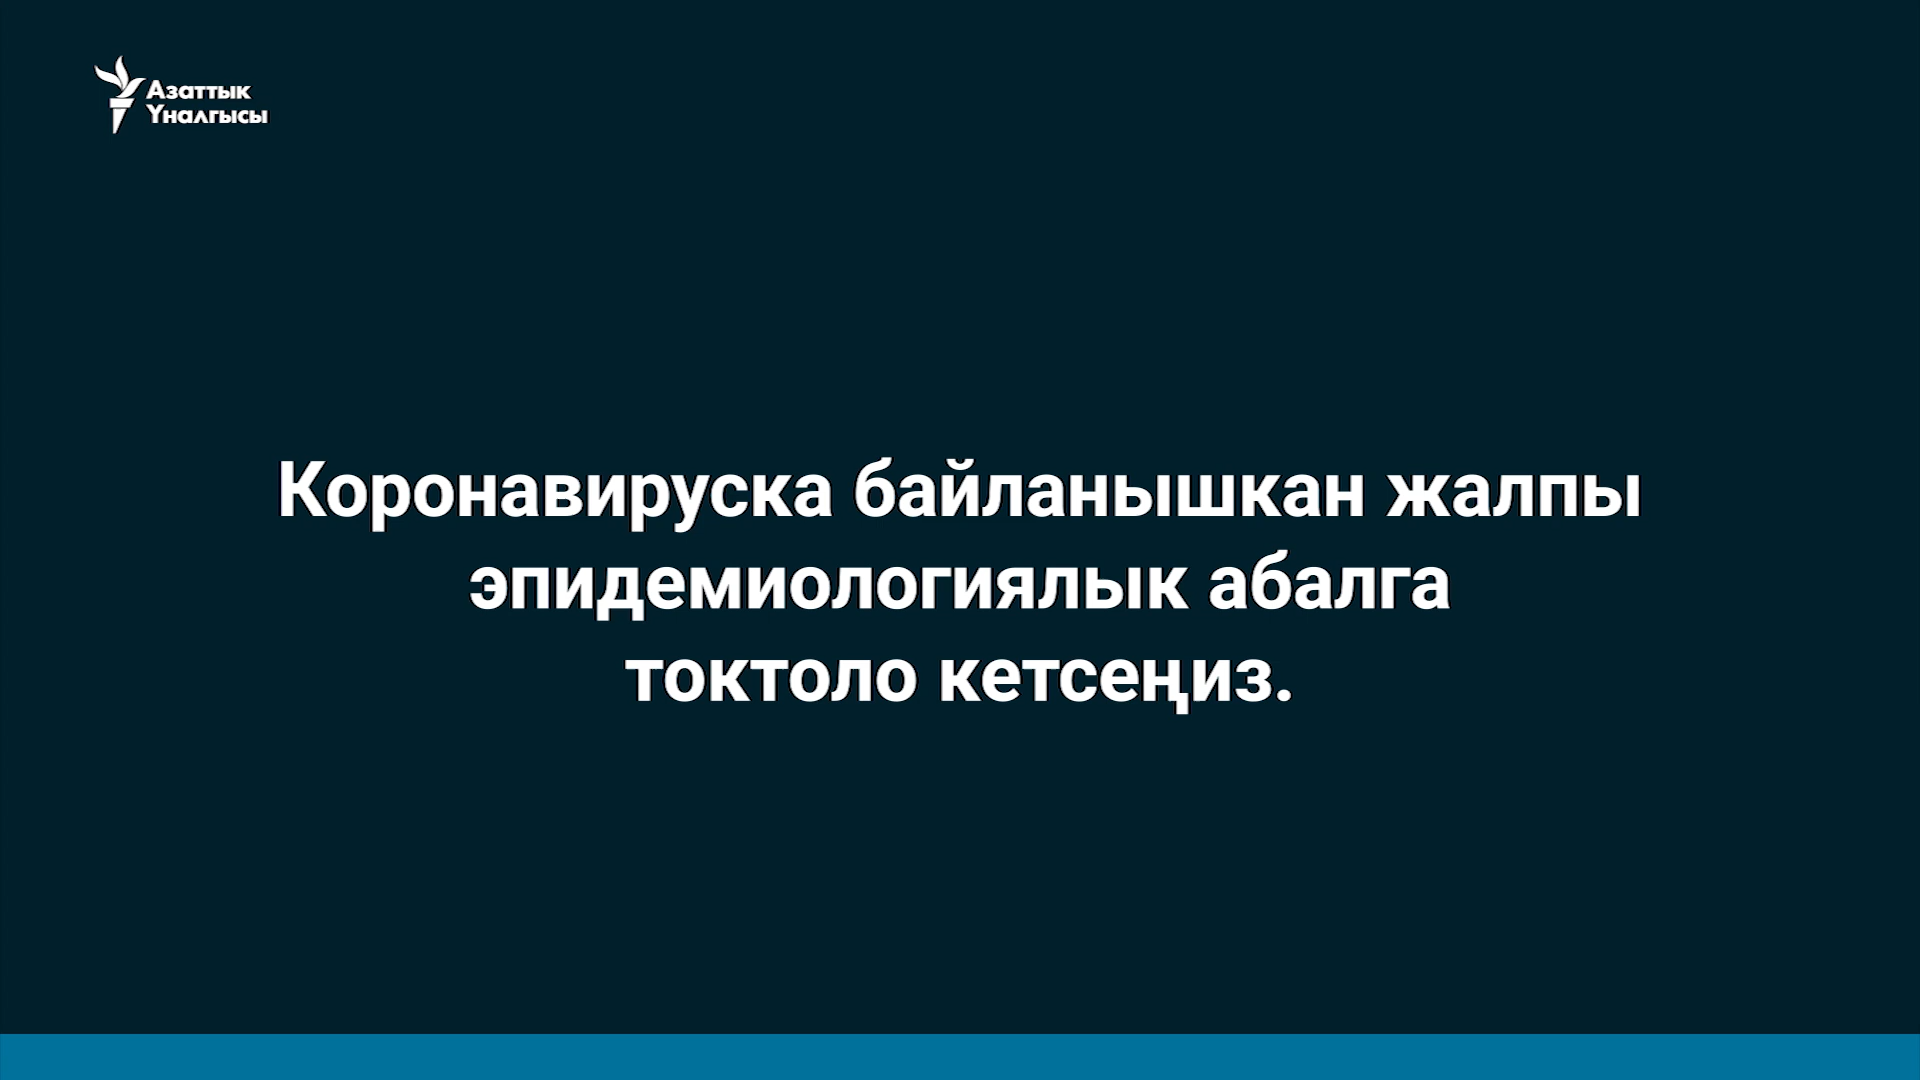 Азаттык
Үналгысы
Коронавируска байланышкан жалпы
эпидемиологиялык абалга
токтоло кетсеңиз.